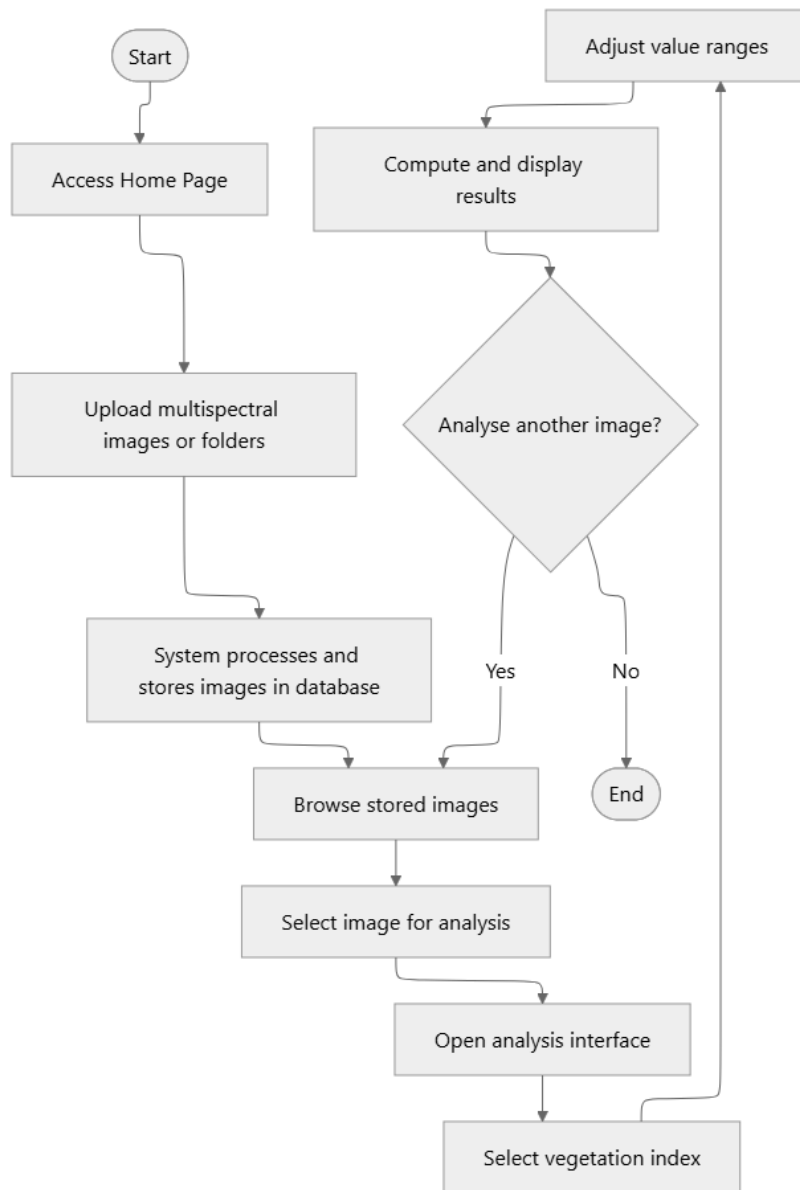 Start
Access Home Page
Upload multispectral
images or folders
System processes and
stores images in database
Browse stored images
Select image for analysis
Open analysis interface
Select vegetation index
Adjust value ranges
Compute and display
results
Analyse another image?
Yes
No
End